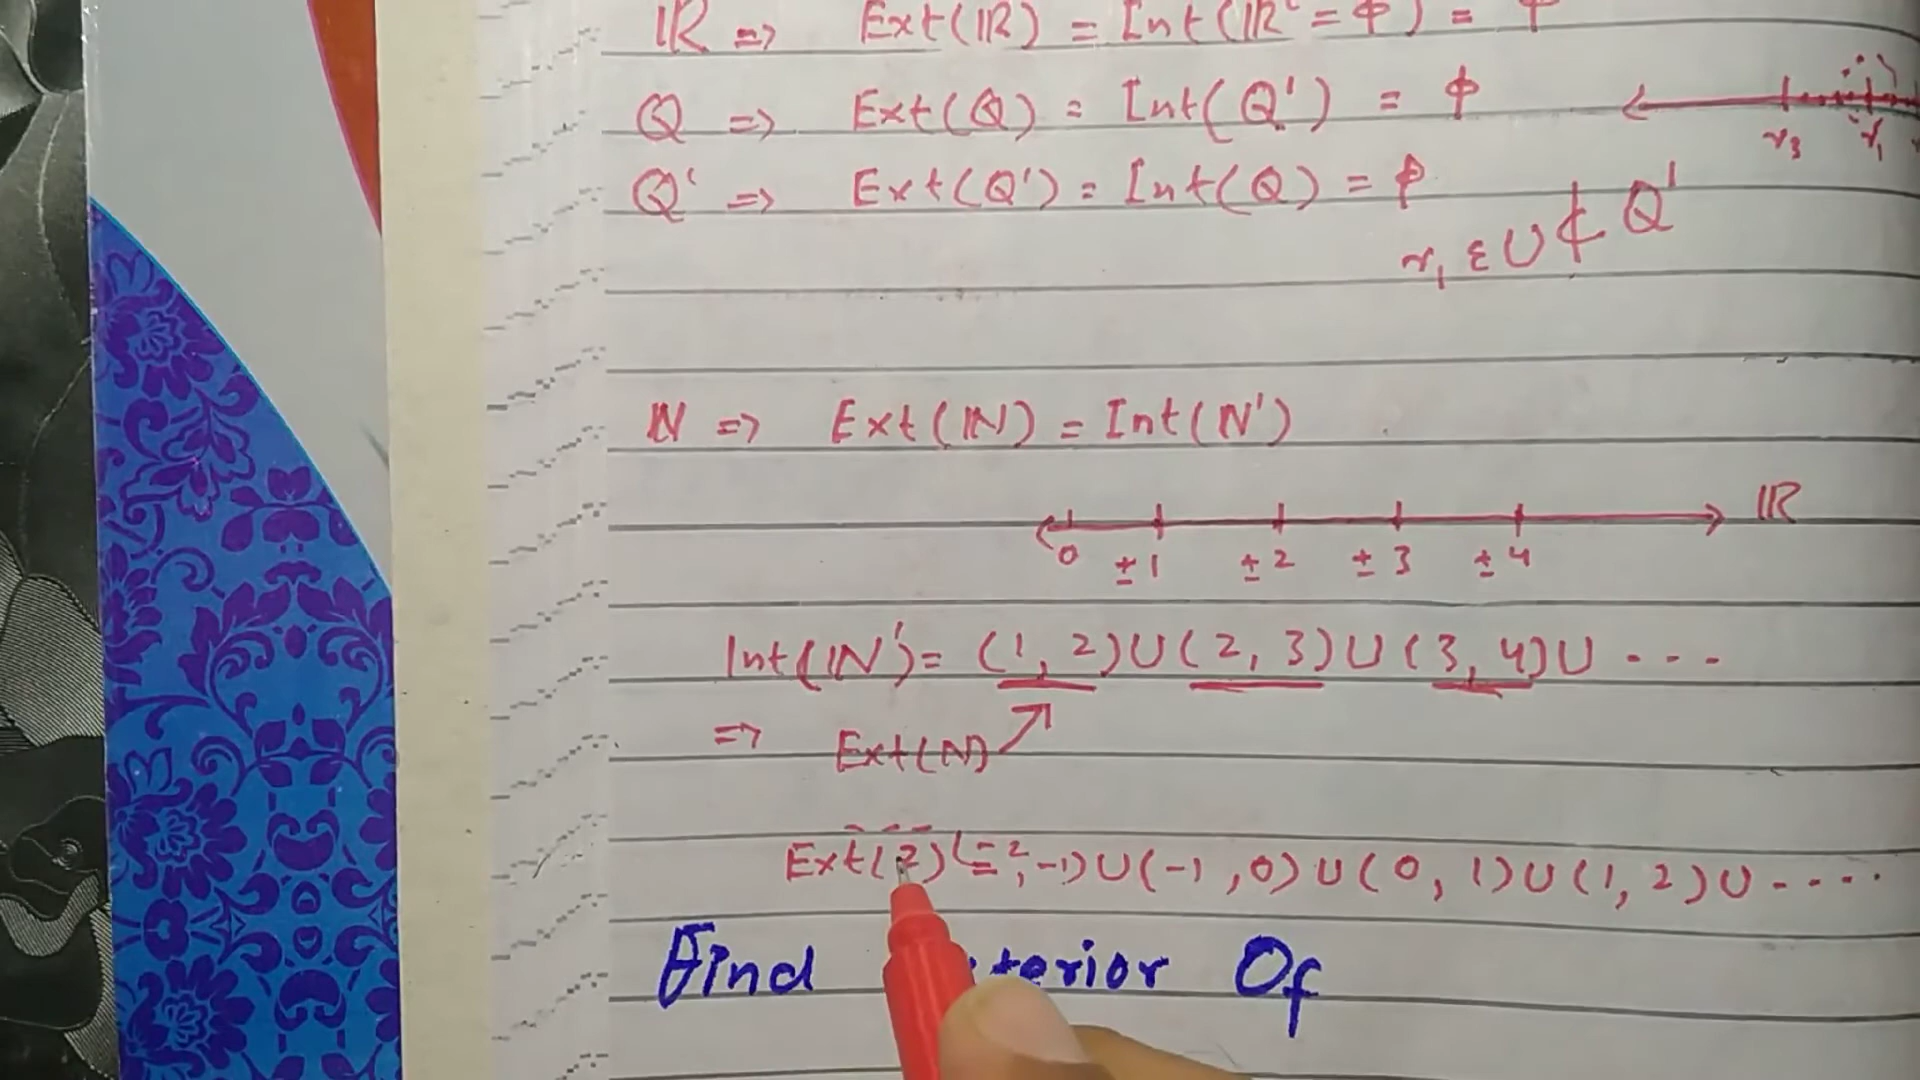 ℝ => Ext(ℝ) = Int(ℝᶜ = ϕ) = ϕ
Q => Ext(Q) = Int(Q') = ϕ
r₃ r₁
Q' => Ext(Q') = Int(Q) = ϕ
r₁ ε U ⊄ Q'
ℕ => Ext(ℕ) = Int(ℕ')
ℝ
0 ±1 ±2 ±3 ±4
Int(ℕ') = (1, 2) U (2, 3) U (3, 4) U ---
=> Ext(N) ↗
Ext(Z) = (-2, -1) U (-1, 0) U (0, 1) U (1, 2) U ----
Find Of